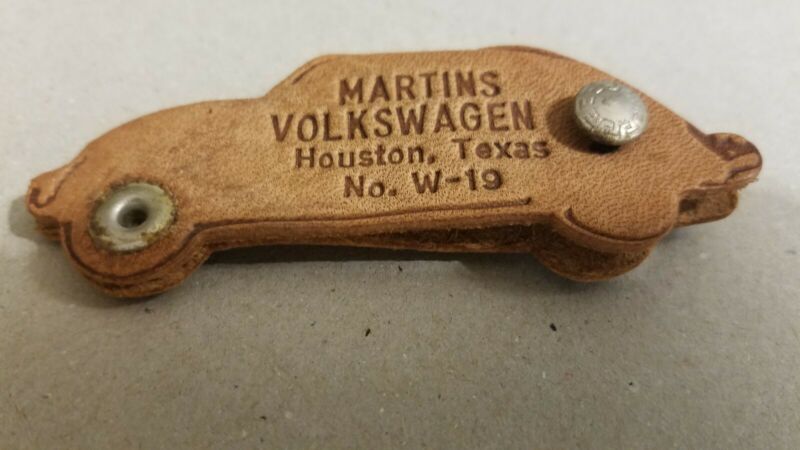 MARTINS
VOLKSWAGEN
Houston, Texas
No. W-19